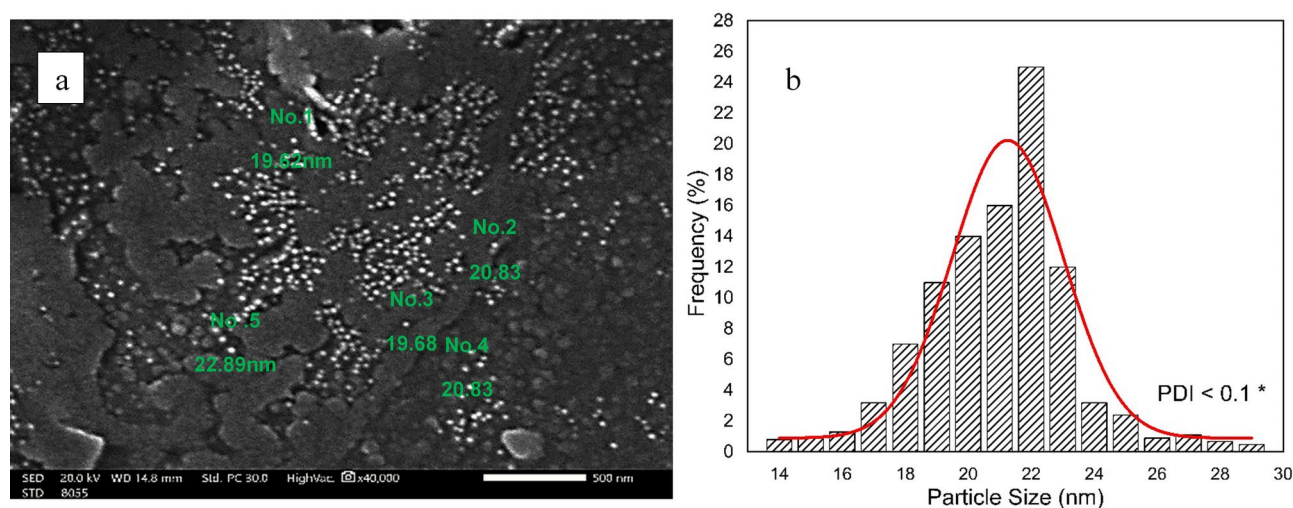 a
No.1
19.62nm
No.2
20.83
No.3
19.68
No.4
20.83
No .5
22.89nm
SED 20.0 kV WD 14.8 mm Std. PC 30.0 HighVac. x40,000 500 nm
STD 8055
b
28
26
24
22
20
18
16
14
12
10
8
6
4
2
0
Frequency (%)
PDI < 0.1 *
14 16 18 20 22 24 26 28 30
Particle Size (nm)